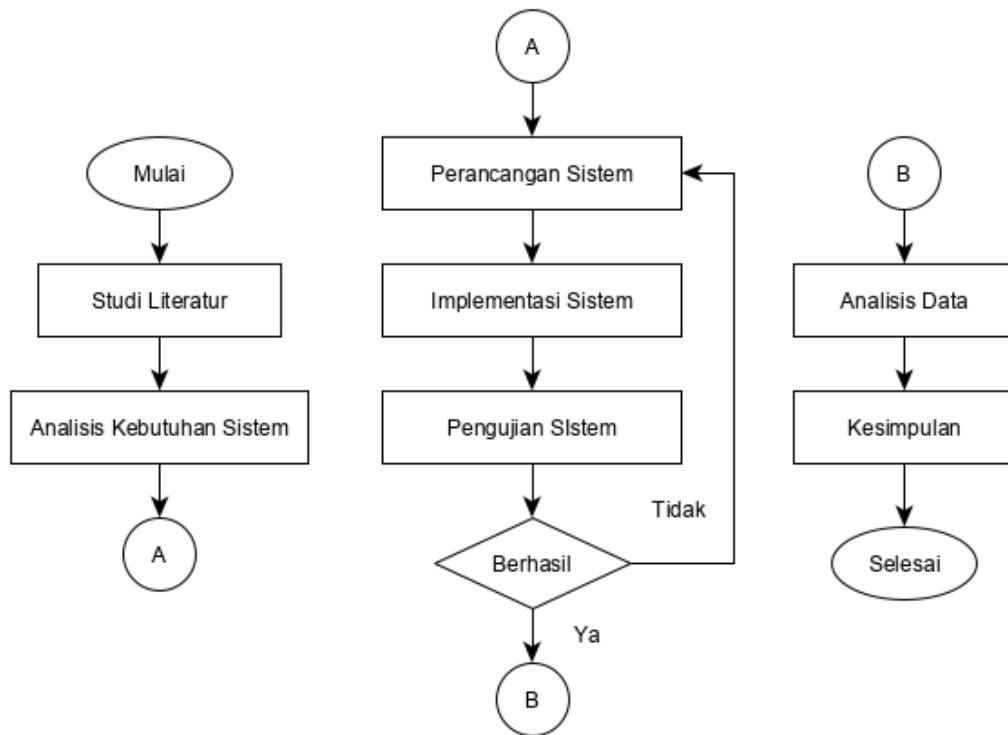 Mulai
Studi Literatur
Analisis Kebutuhan Sistem
A
A
Perancangan Sistem
Implementasi Sistem
Pengujian SIstem
Berhasil
Tidak
Ya
B
B
Analisis Data
Kesimpulan
Selesai